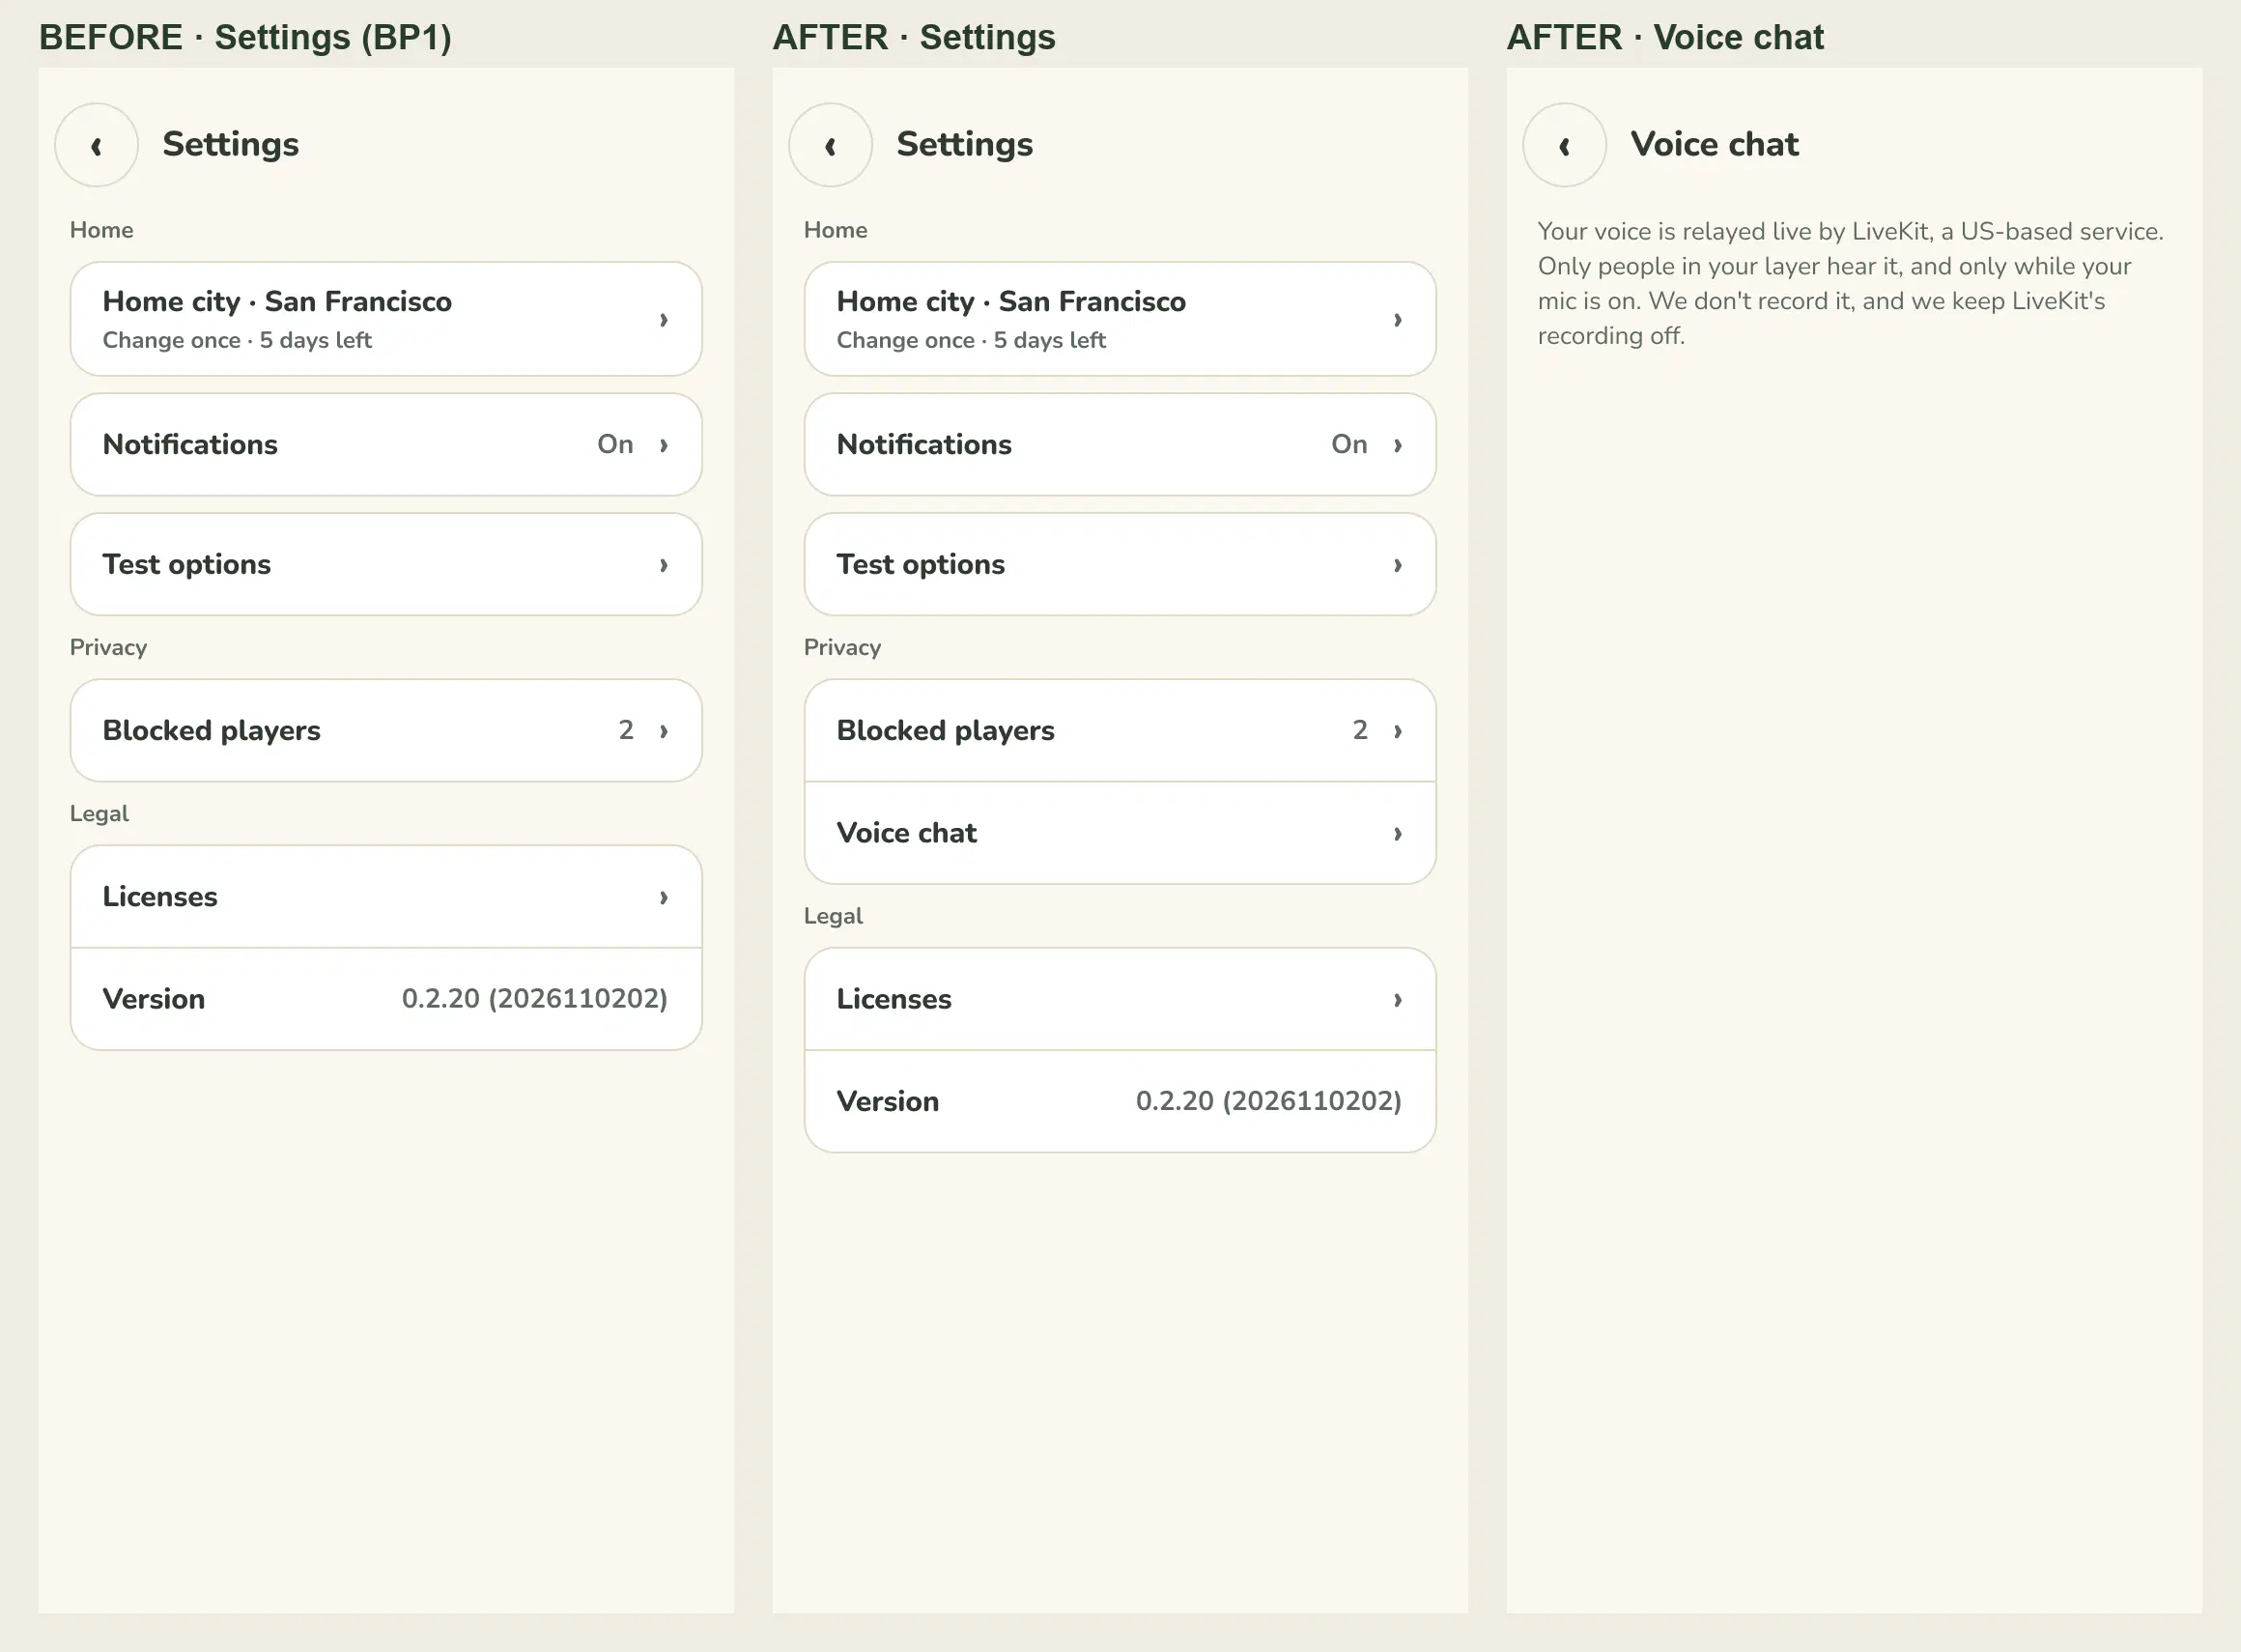 BEFORE · Settings (BP1)
‹ Settings
Home
Home city · San Francisco
Change once · 5 days left
›
Notifications On ›
Test options ›
Privacy
Blocked players 2 ›
Legal
Licenses ›
Version 0.2.20 (2026110202)
AFTER · Settings
‹ Settings
Home
Home city · San Francisco
Change once · 5 days left
›
Notifications On ›
Test options ›
Privacy
Blocked players 2 ›
Voice chat ›
Legal
Licenses ›
Version 0.2.20 (2026110202)
AFTER · Voice chat
‹ Voice chat
Your voice is relayed live by LiveKit, a US-based service.
Only people in your layer hear it, and only while your
mic is on. We don't record it, and we keep LiveKit's
recording off.